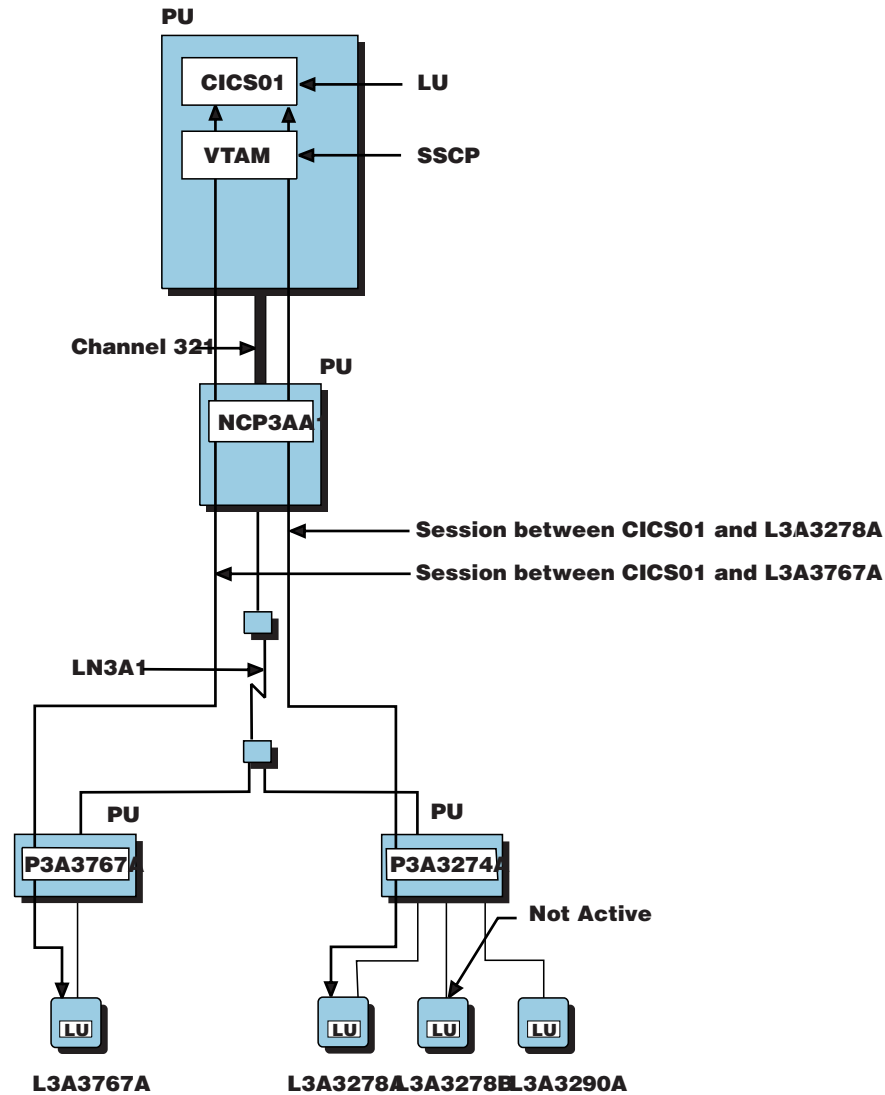 PU
CICS01
LU
VTAM
SSCP
Channel 321
PU
NCP3AA1
Session between CICS01 and L3A3278A
Session between CICS01 and L3A3767A
LN3A1
PU
PU
P3A3767A
P3A3274A
Not Active
LU
LU
LU
LU
L3A3767A
L3A3278A
L3A3278B
L3A3290A